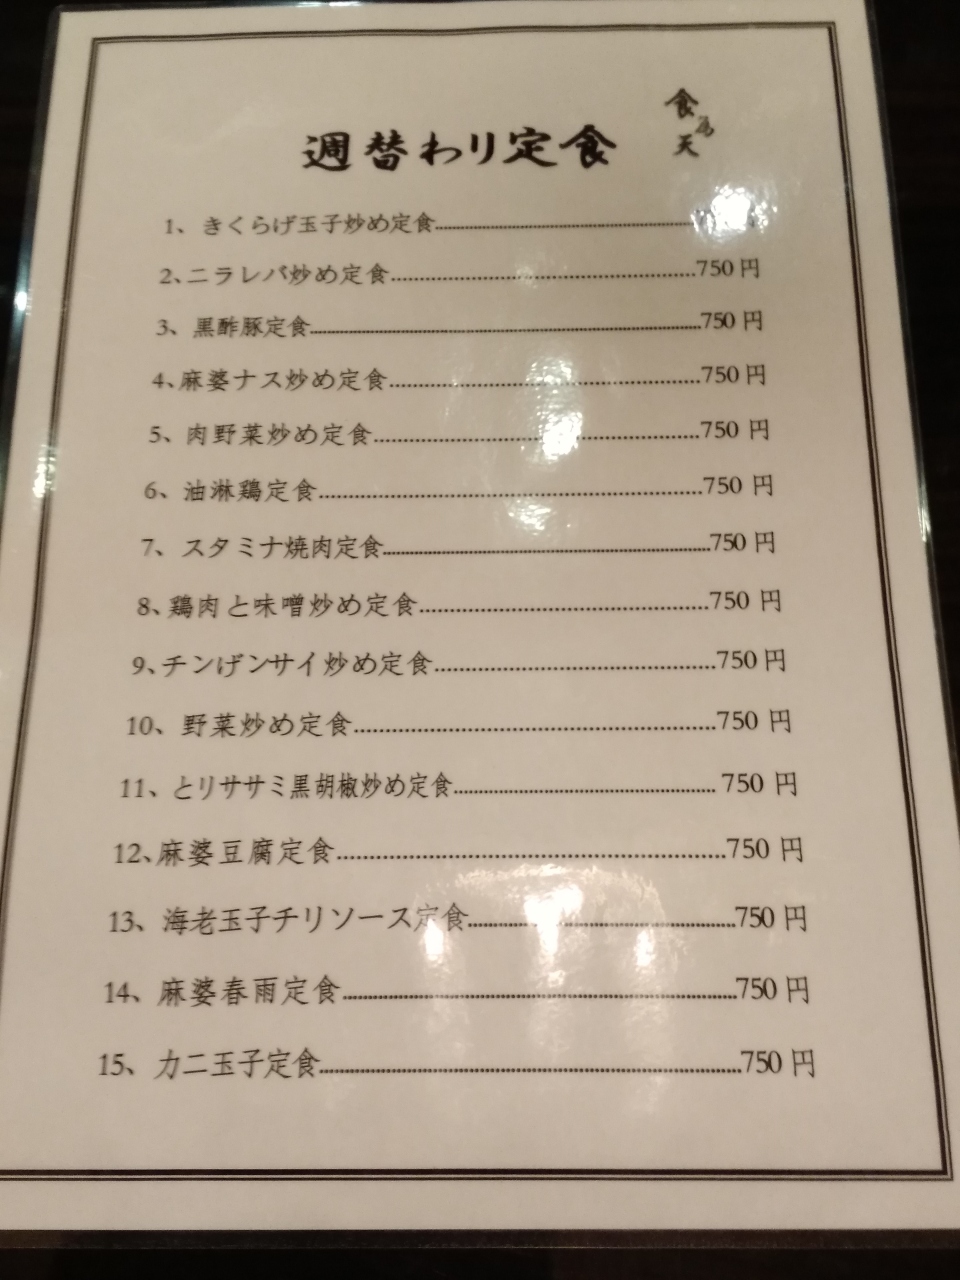 食為天
週替わり定食
1、きくらげ玉子炒め定食
2、ニラレバ炒め定食 750円
3、黒酢豚定食 750円
4、麻婆ナス炒め定食 750円
5、肉野菜炒め定食 750円
6、油淋鶏定食 750円
7、スタミナ焼肉定食 750円
8、鶏肉と味噌炒め定食 750円
9、チンげンサイ炒め定食 750円
10、野菜炒め定食 750円
11、とりササミ黒胡椒炒め定食 750円
12、麻婆豆腐定食 750円
13、海老玉子チリソース定食 750円
14、麻婆春雨定食 750円
15、カニ玉子定食 750円